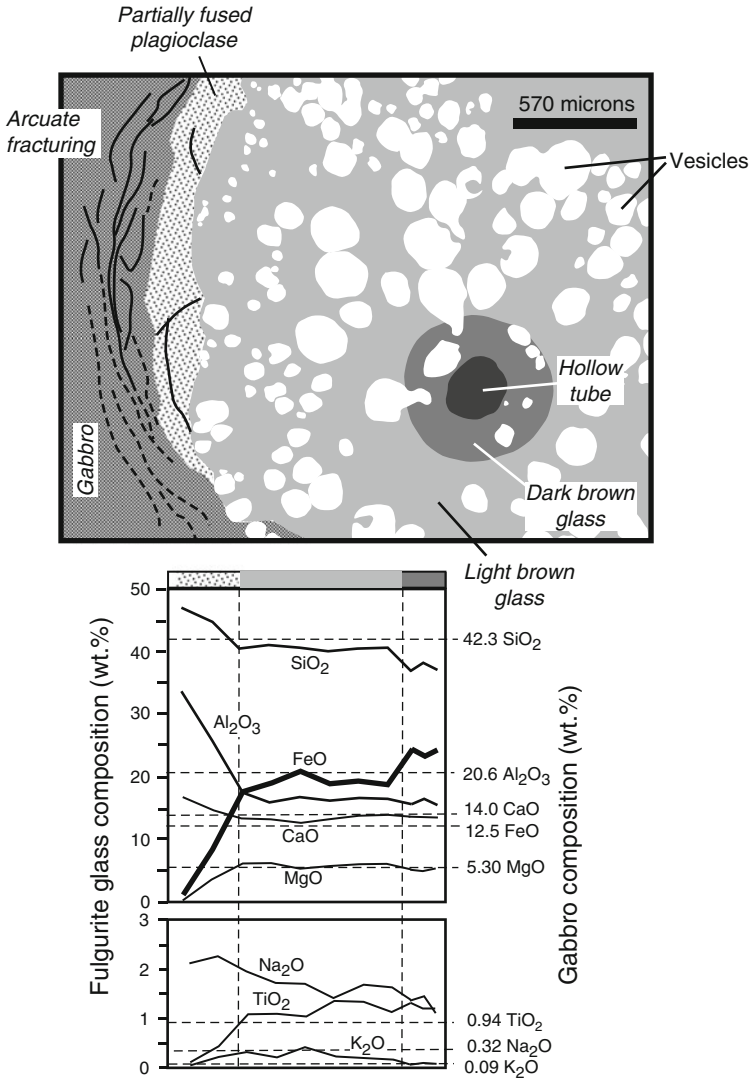 Partially fused
plagioclase
Arcuate
fracturing
570 microns
Vesicles
Hollow
tube
Gabbro
Dark brown
glass
Light brown
glass
Fulgurite glass composition (wt.%)
50
40
30
20
10
0
SiO₂
Al₂O₃
FeO
CaO
MgO
42.3 SiO₂
20.6 Al₂O₃
14.0 CaO
12.5 FeO
5.30 MgO
Gabbro composition (wt.%)
3
2
1
0
Na₂O
TiO₂
K₂O
0.94 TiO₂
0.32 Na₂O
0.09 K₂O